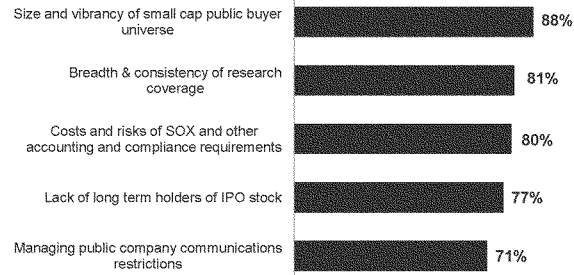 Size and vibrancy of small cap public buyer
universe
88%
Breadth & consistency of research
coverage
81%
Costs and risks of SOX and other
accounting and compliance requirements
80%
Lack of long term holders of IPO stock
77%
Managing public company communications
restrictions
71%